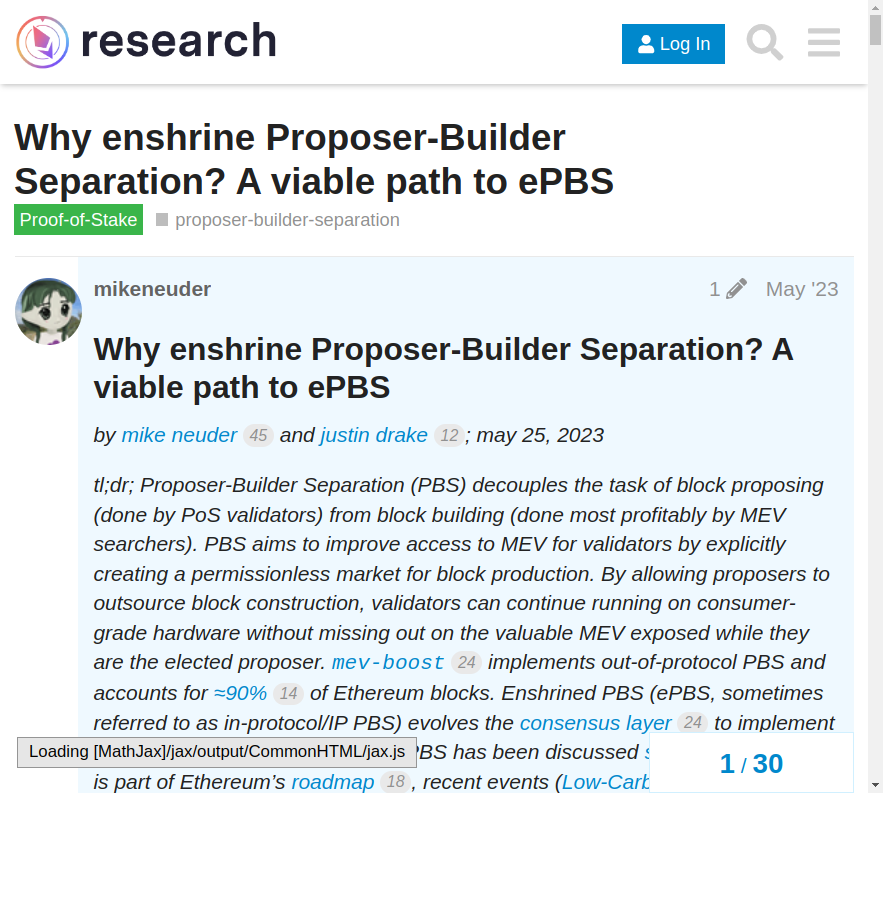 research
Log In
Why enshrine Proposer-Builder
Separation? A viable path to ePBS
Proof-of-Stake proposer-builder-separation
mikeneuder 1 May '23
Why enshrine Proposer-Builder Separation? A
viable path to ePBS
by mike neuder 45 and justin drake 12; may 25, 2023
tl;dr; Proposer-Builder Separation (PBS) decouples the task of block proposing
(done by PoS validators) from block building (done most profitably by MEV
searchers). PBS aims to improve access to MEV for validators by explicitly
creating a permissionless market for block production. By allowing proposers to
outsource block construction, validators can continue running on consumer-
grade hardware without missing out on the valuable MEV exposed while they
are the elected proposer. mev-boost 24 implements out-of-protocol PBS and
accounts for ≈90% 14 of Ethereum blocks. Enshrined PBS (ePBS, sometimes
referred to as in-protocol/IP PBS) evolves the consensus layer 24 to implement
Loading [MathJax]/jax/output/CommonHTML/jax.js PBS has been discussed
is part of Ethereum's roadmap 18, recent events (Low-Carb
1 / 30